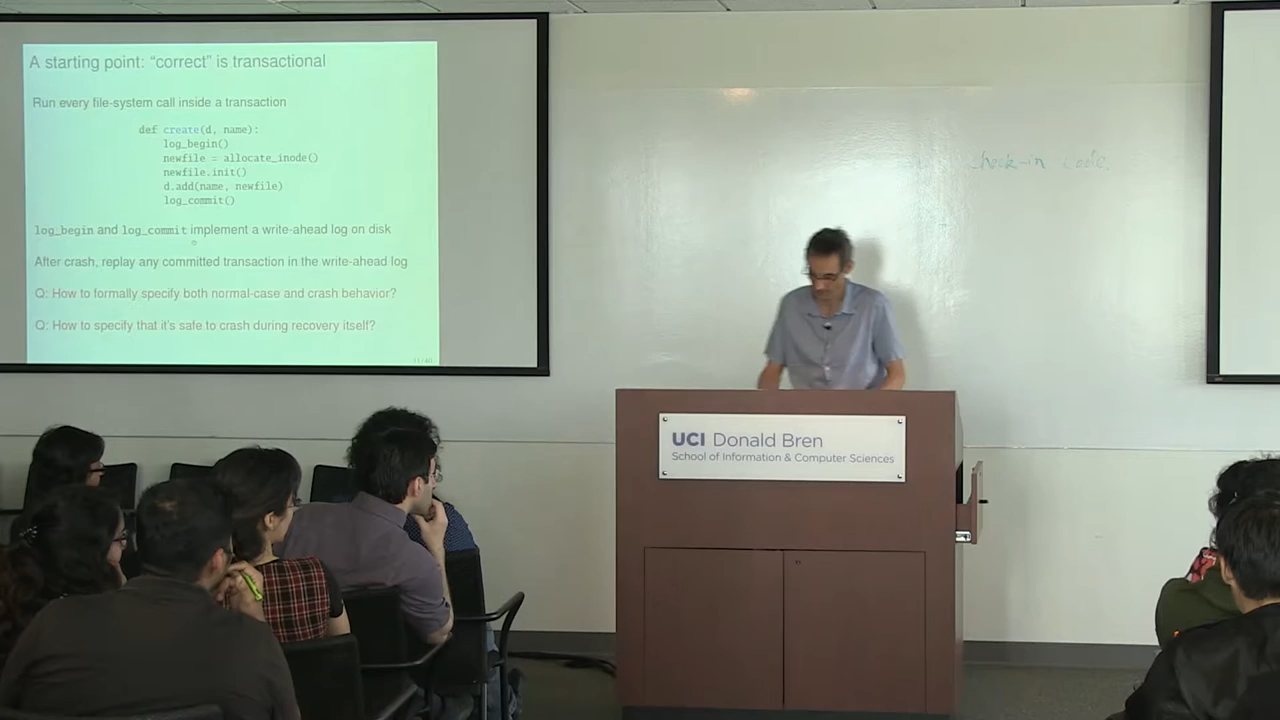 A starting point: “correct” is transactional
Run every file-system call inside a transaction
def create(d, name):
log_begin()
newfile = allocate_inode()
newfile.init()
d.add(name, newfile)
log_commit()
log_begin and log_commit implement a write-ahead log on disk
After crash, replay any committed transaction in the write-ahead log
Q: How to formally specify both normal-case and crash behavior?
Q: How to specify that it's safe to crash during recovery itself?
11/40
code
UCI Donald Bren
School of Information & Computer Sciences